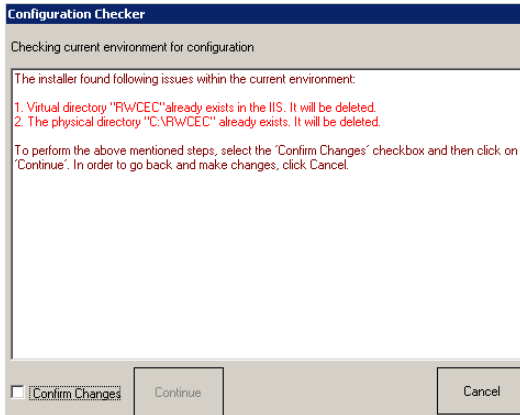 Configuration Checker
Checking current environment for configuration
The installer found following issues within the current environment:
1. Virtual directory "RWCEC"already exists in the IIS. It will be deleted.
2. The physical directory "C:\RWCEC" already exists. It will be deleted.
To perform the above mentioned steps, select the 'Confirm Changes' checkbox and then click on
'Continue'. In order to go back and make changes, click Cancel.
Confirm Changes
Continue
Cancel